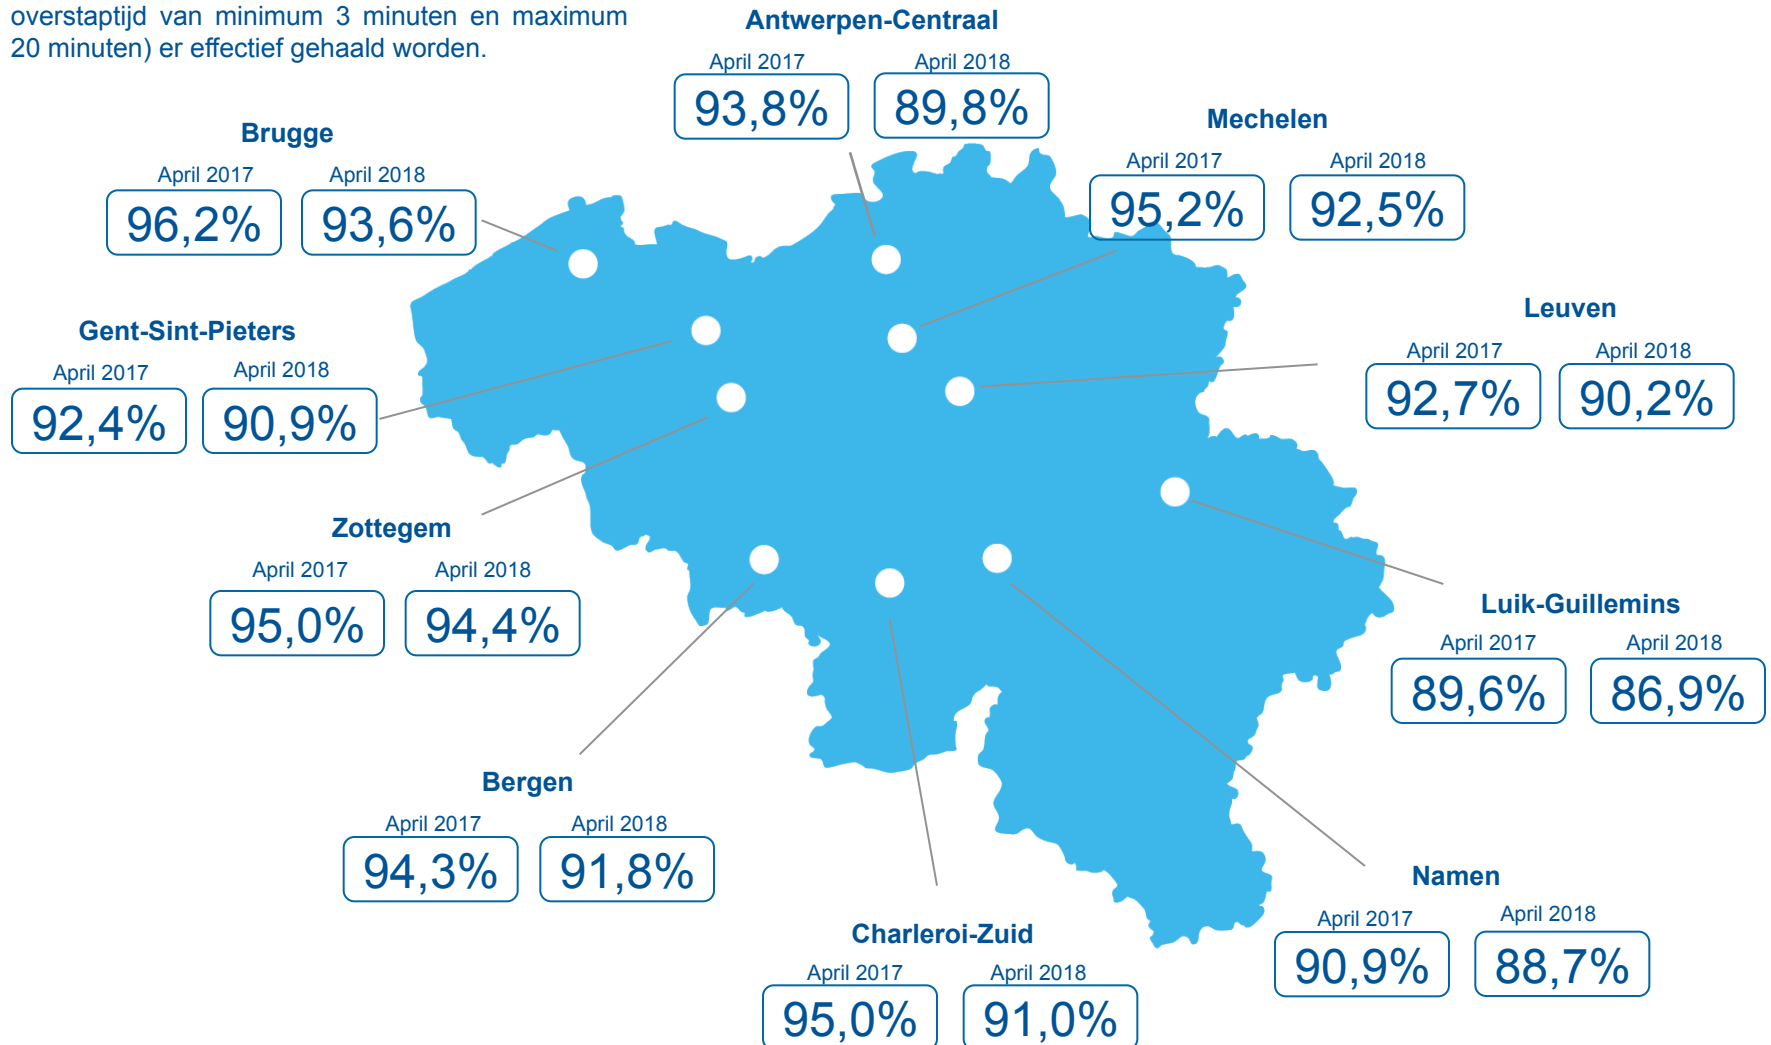 overstaptijd van minimum 3 minuten en maximum
20 minuten) er effectief gehaald worden.
Antwerpen-Centraal
April 2017 April 2018
93,8% 89,8%
Brugge
April 2017 April 2018
96,2% 93,6%
Mechelen
April 2017 April 2018
95,2% 92,5%
Gent-Sint-Pieters
April 2017 April 2018
92,4% 90,9%
Leuven
April 2017 April 2018
92,7% 90,2%
Zottegem
April 2017 April 2018
95,0% 94,4%
Luik-Guillemins
April 2017 April 2018
89,6% 86,9%
Bergen
April 2017 April 2018
94,3% 91,8%
Namen
April 2017 April 2018
90,9% 88,7%
Charleroi-Zuid
April 2017 April 2018
95,0% 91,0%